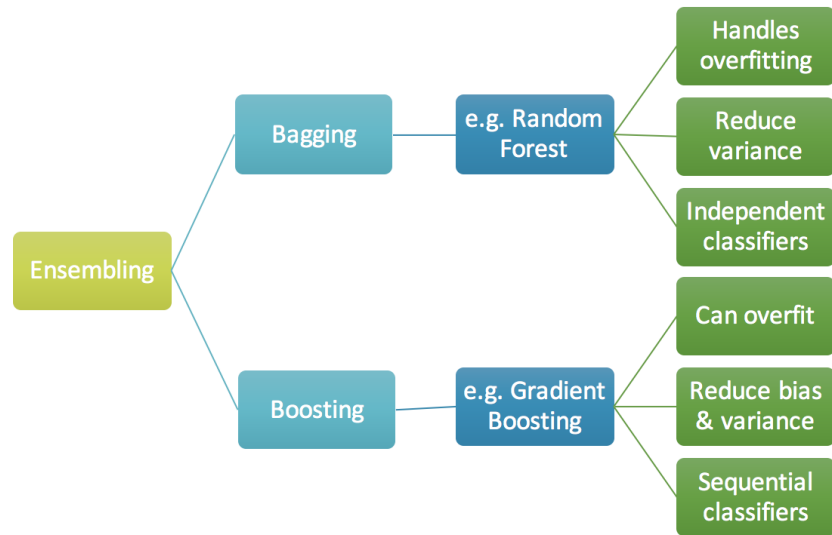 Ensembling
Bagging
e.g. Random
Forest
Handles
overfitting
Reduce
variance
Independent
classifiers
Boosting
e.g. Gradient
Boosting
Can overfit
Reduce bias
& variance
Sequential
classifiers